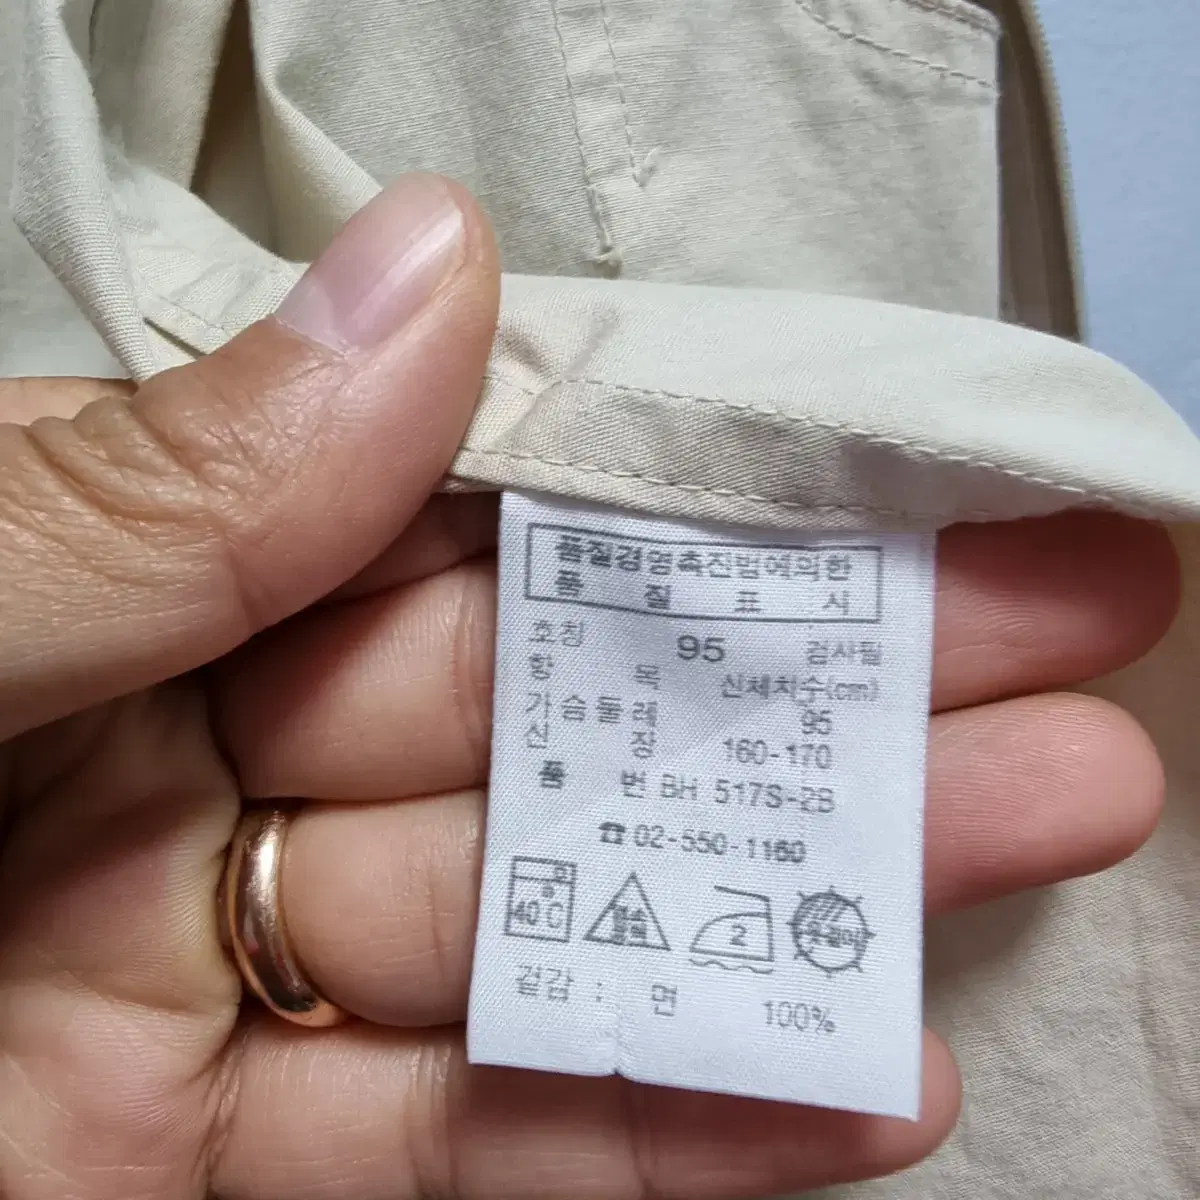 품질경영촉진법에의한
품 질 표 시
호칭 95 검사필
항 목 신체치수(cm)
가슴둘레 95
신 장 160-170
품 번 BH 517S-2B
☎ 02-550-1160
40℃ 2
겉감 : 면 100%